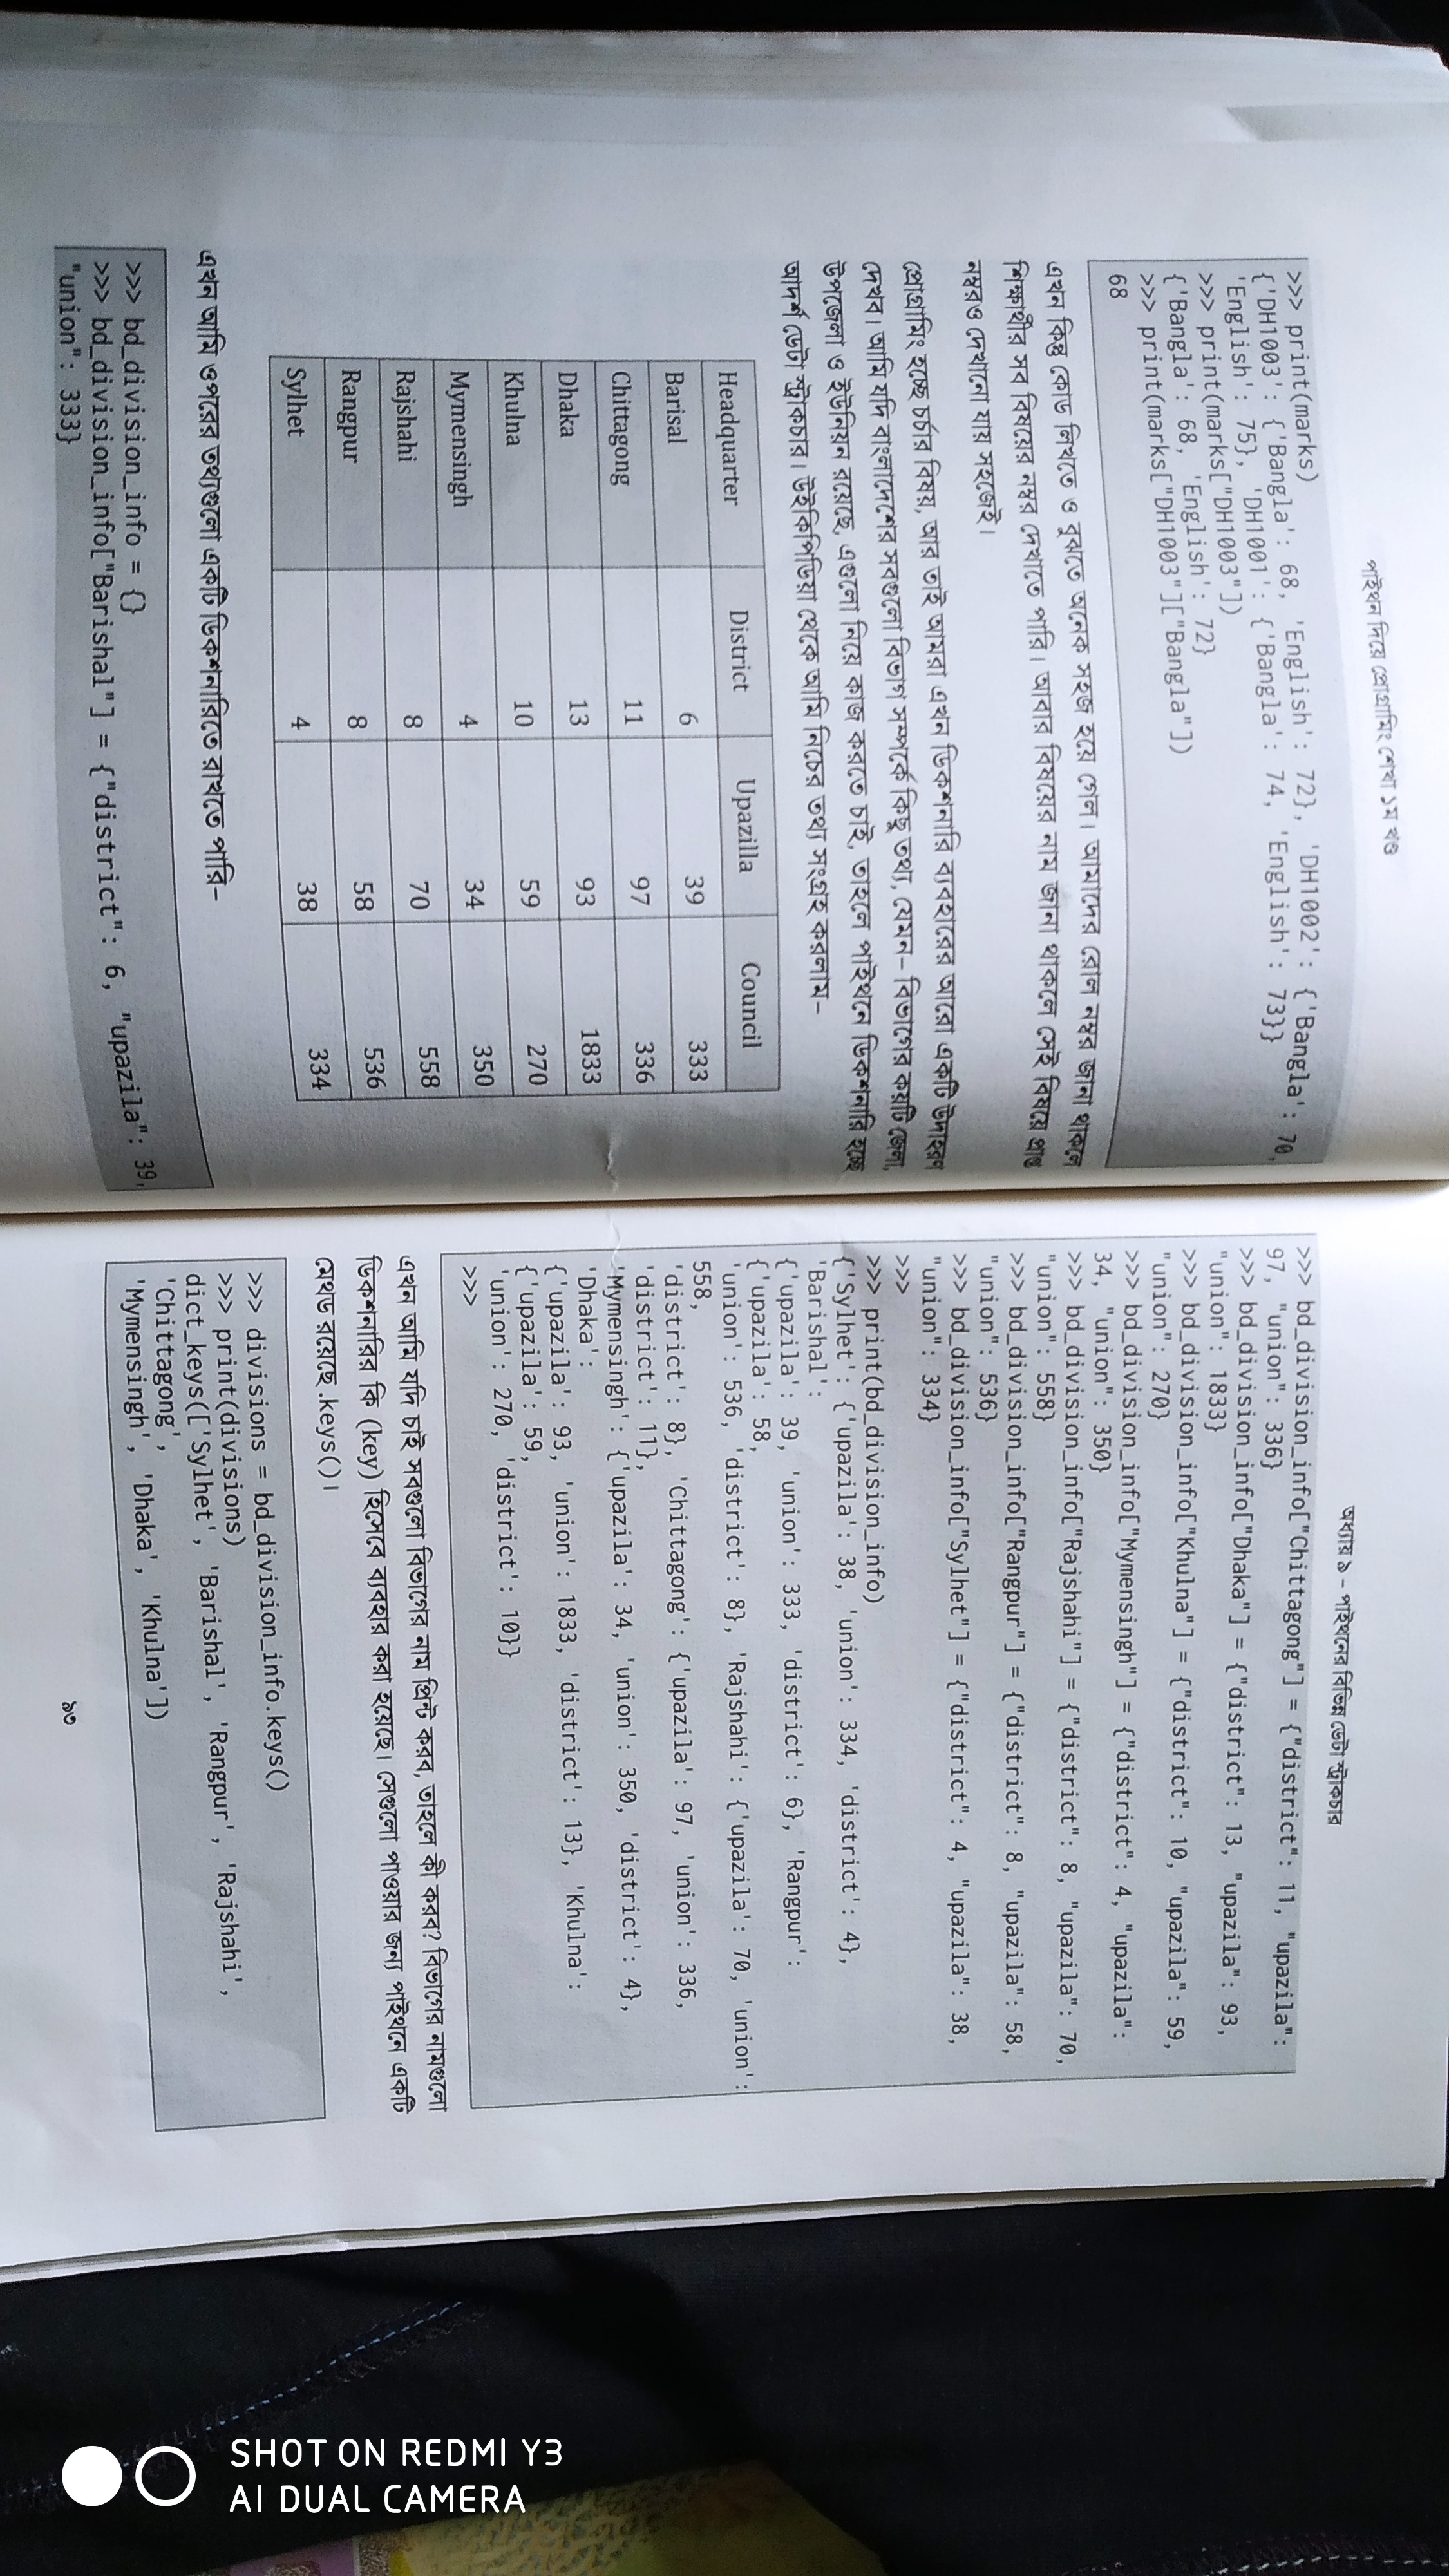 পাইথন দিয়ে প্রোগ্রামিং শেখা ১ম খণ্ড
>>> print(marks)
{'DH1003': {'Bangla': 68, 'English': 72}, 'DH1002': {'Bangla': 70,
'English': 75}, 'DH1001': {'Bangla': 74, 'English': 73}}
>>> print(marks["DH1003"])
{'Bangla': 68, 'English': 72}
>>> print(marks["DH1003"]["Bangla"])
68
এখন কিন্তু কোড লিখতে ও বুঝতে অনেক সহজ হয়ে গেল। আমাদের রোল নম্বর জানা থাকলে
শিক্ষার্থীর সব বিষয়ের নম্বর দেখাতে পারি। আবার বিষয়ের নাম জানা থাকলে সেই বিষয়ে প্রাপ্ত
নম্বরও দেখানো যায় সহজেই।
প্রোগ্রামিং হচ্ছে চর্চার বিষয়, আর তাই আমরা এখন ডিকশনারি ব্যবহারের আরো একটি উদাহরণ
দেখব। আমি যদি বাংলাদেশের সবগুলো বিভাগ সম্পর্কে কিছু তথ্য, যেমন– বিভাগের কয়টি জেলা,
উপজেলা ও ইউনিয়ন রয়েছে, এগুলো নিয়ে কাজ করতে চাই, তাহলে পাইথনে ডিকশনারি হচ্ছে
আদর্শ ডেটা স্ট্রাকচার। উইকিপিডিয়া থেকে আমি নিচের তথ্য সংগ্রহ করলাম–
Headquarter District Upazilla Council
Barisal 6 39 333
Chittagong 11 97 336
Dhaka 13 93 1833
Khulna 10 59 270
Mymensingh 4 34 350
Rajshahi 8 70 558
Rangpur 8 58 536
Sylhet 4 38 334
এখন আমি ওপরের তথ্যগুলো একটি ডিকশনারিতে রাখতে পারি–
>>> bd_division_info = {}
>>> bd_division_info["Barishal"] = {"district": 6, "upazila": 39,
"union": 333}
অধ্যায় ৯ – পাইথনের বিভিন্ন ডেটা স্ট্রাকচার
>>> bd_division_info["Chittagong"] = {"district": 11, "upazila":
97, "union": 336}
>>> bd_division_info["Dhaka"] = {"district": 13, "upazila": 93,
"union": 1833}
>>> bd_division_info["Khulna"] = {"district": 10, "upazila": 59,
"union": 270}
>>> bd_division_info["Mymensingh"] = {"district": 4, "upazila":
34, "union": 350}
>>> bd_division_info["Rajshahi"] = {"district": 8, "upazila": 70,
"union": 558}
>>> bd_division_info["Rangpur"] = {"district": 8, "upazila": 58,
"union": 536}
>>> bd_division_info["Sylhet"] = {"district": 4, "upazila": 38,
"union": 334}
>>>
>>> print(bd_division_info)
{'Sylhet': {'upazila': 38, 'union': 334, 'district': 4},
'Barishal':
{'upazila': 39, 'union': 333, 'district': 6}, 'Rangpur':
{'upazila': 58,
'union': 536, 'district': 8}, 'Rajshahi': {'upazila': 70, 'union':
558,
'district': 8}, 'Chittagong': {'upazila': 97, 'union': 336,
'district': 11},
'Mymensingh': {'upazila': 34, 'union': 350, 'district': 4},
'Dhaka':
{'upazila': 93, 'union': 1833, 'district': 13}, 'Khulna':
{'upazila': 59,
'union': 270, 'district': 10}}
>>>
এখন আমি যদি চাই সবগুলো বিভাগের নাম প্রিন্ট করব, তাহলে কী করব? বিভাগের নামগুলো
ডিকশনারির কি (key) হিসেবে ব্যবহার করা হয়েছে। সেগুলো পাওয়ার জন্য পাইথনে একটি
মেথড রয়েছে .keys()।
>>> divisions = bd_division_info.keys()
>>> print(divisions)
dict_keys(['Sylhet', 'Barishal', 'Rangpur', 'Rajshahi',
'Chittagong',
'Mymensingh', 'Dhaka', 'Khulna'])
৯৩
SHOT ON REDMI Y3
AI DUAL CAMERA